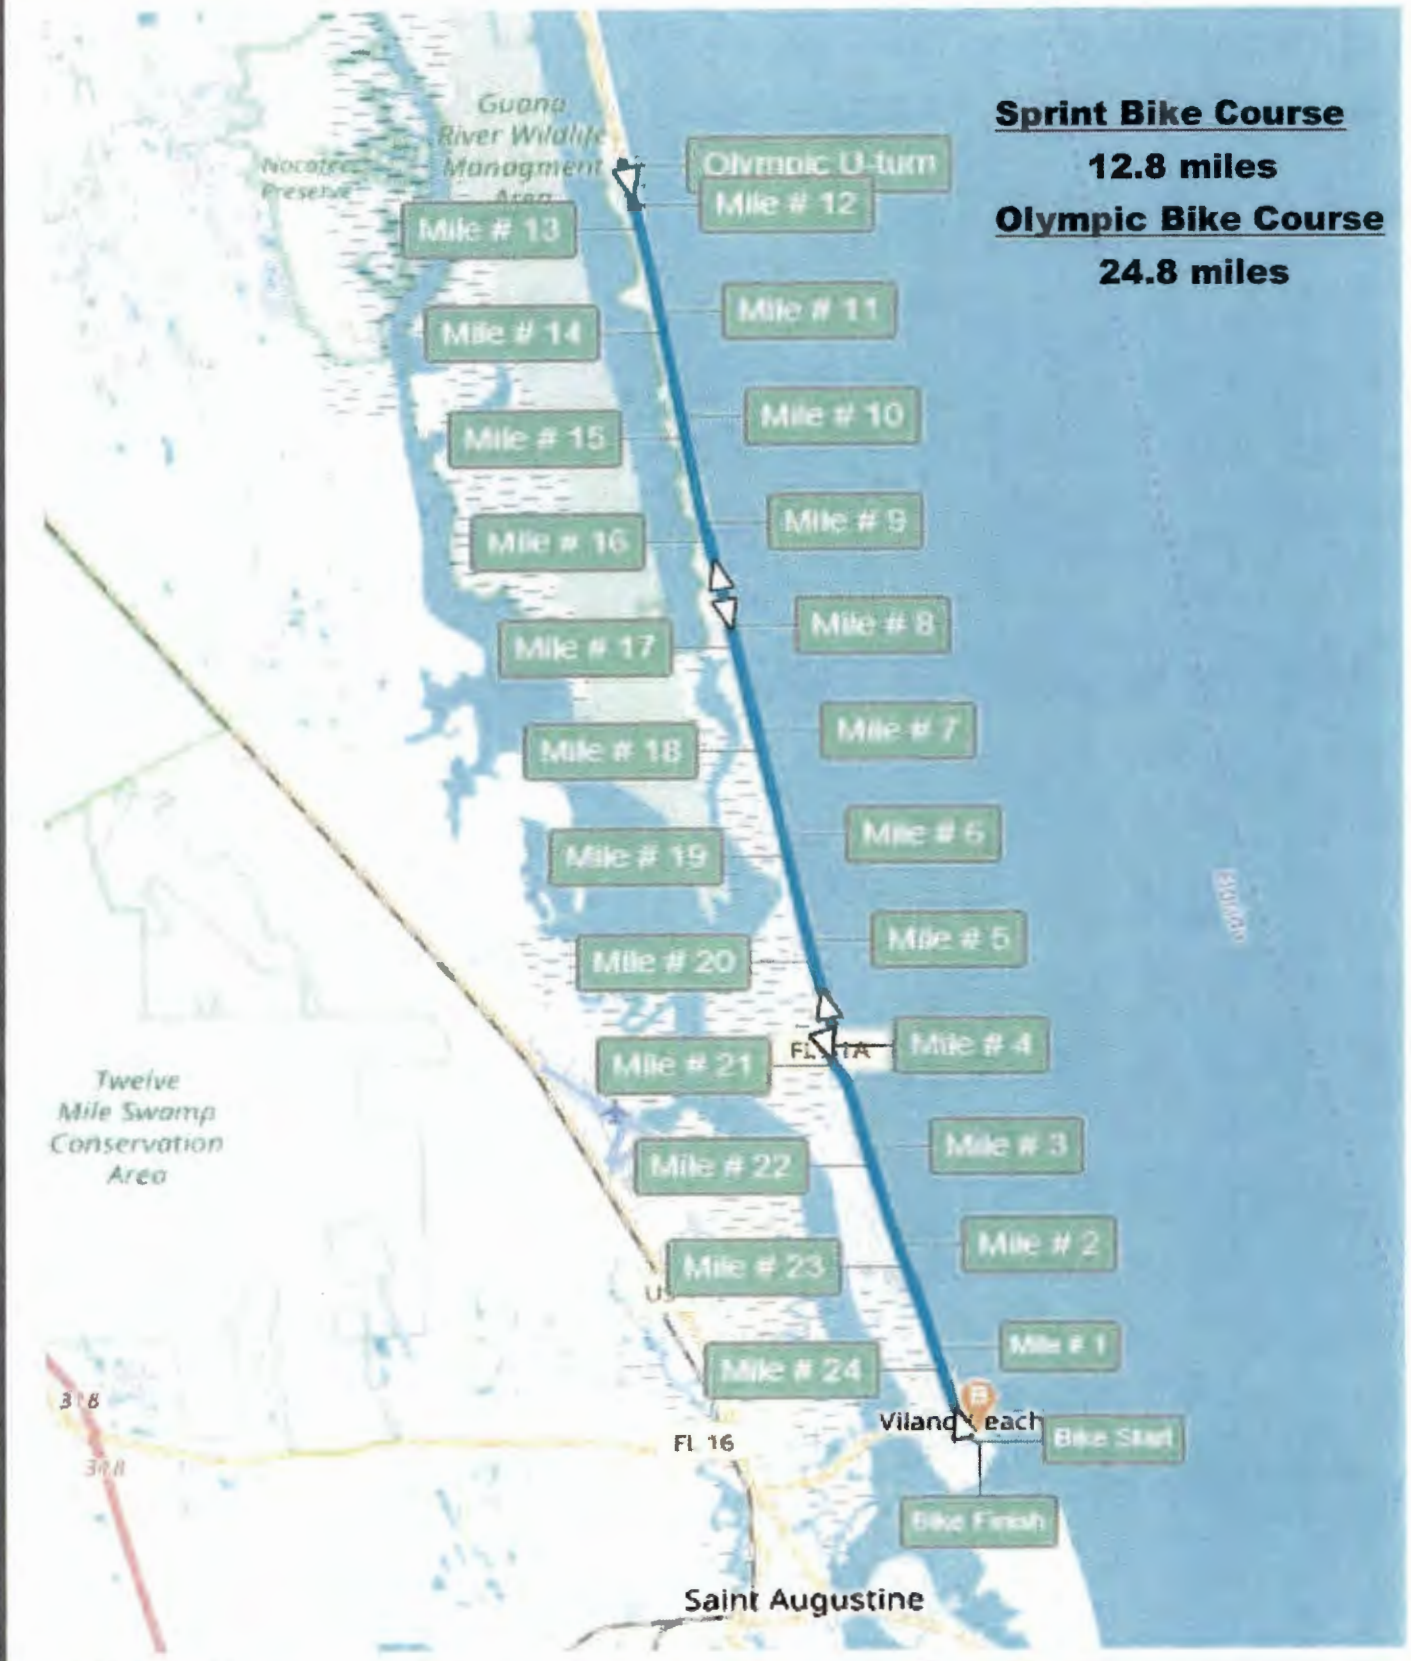 Sprint Bike Course
12.8 miles
Olympic Bike Course
24.8 miles
Guana
River Wildlife
Managment
Area
Nocatee
Preserve
Olympic U-turn
Mile # 12
Mile # 13
Mile # 11
Mile # 14
Mile # 10
Mile # 15
Mile # 9
Mile # 16
Mile # 8
Mile # 17
Mile # 7
Mile # 18
Mile # 6
Mile # 19
Mile # 5
Mile # 20
Mile # 4
Mile # 21
Twelve
Mile Swamp
Conservation
Area
Mile # 3
Mile # 22
Mile # 2
Mile # 23
US
Mile # 1
Mile # 24
318
Vilano Beach
FL 16
Bike Start
Bike Finish
Saint Augustine